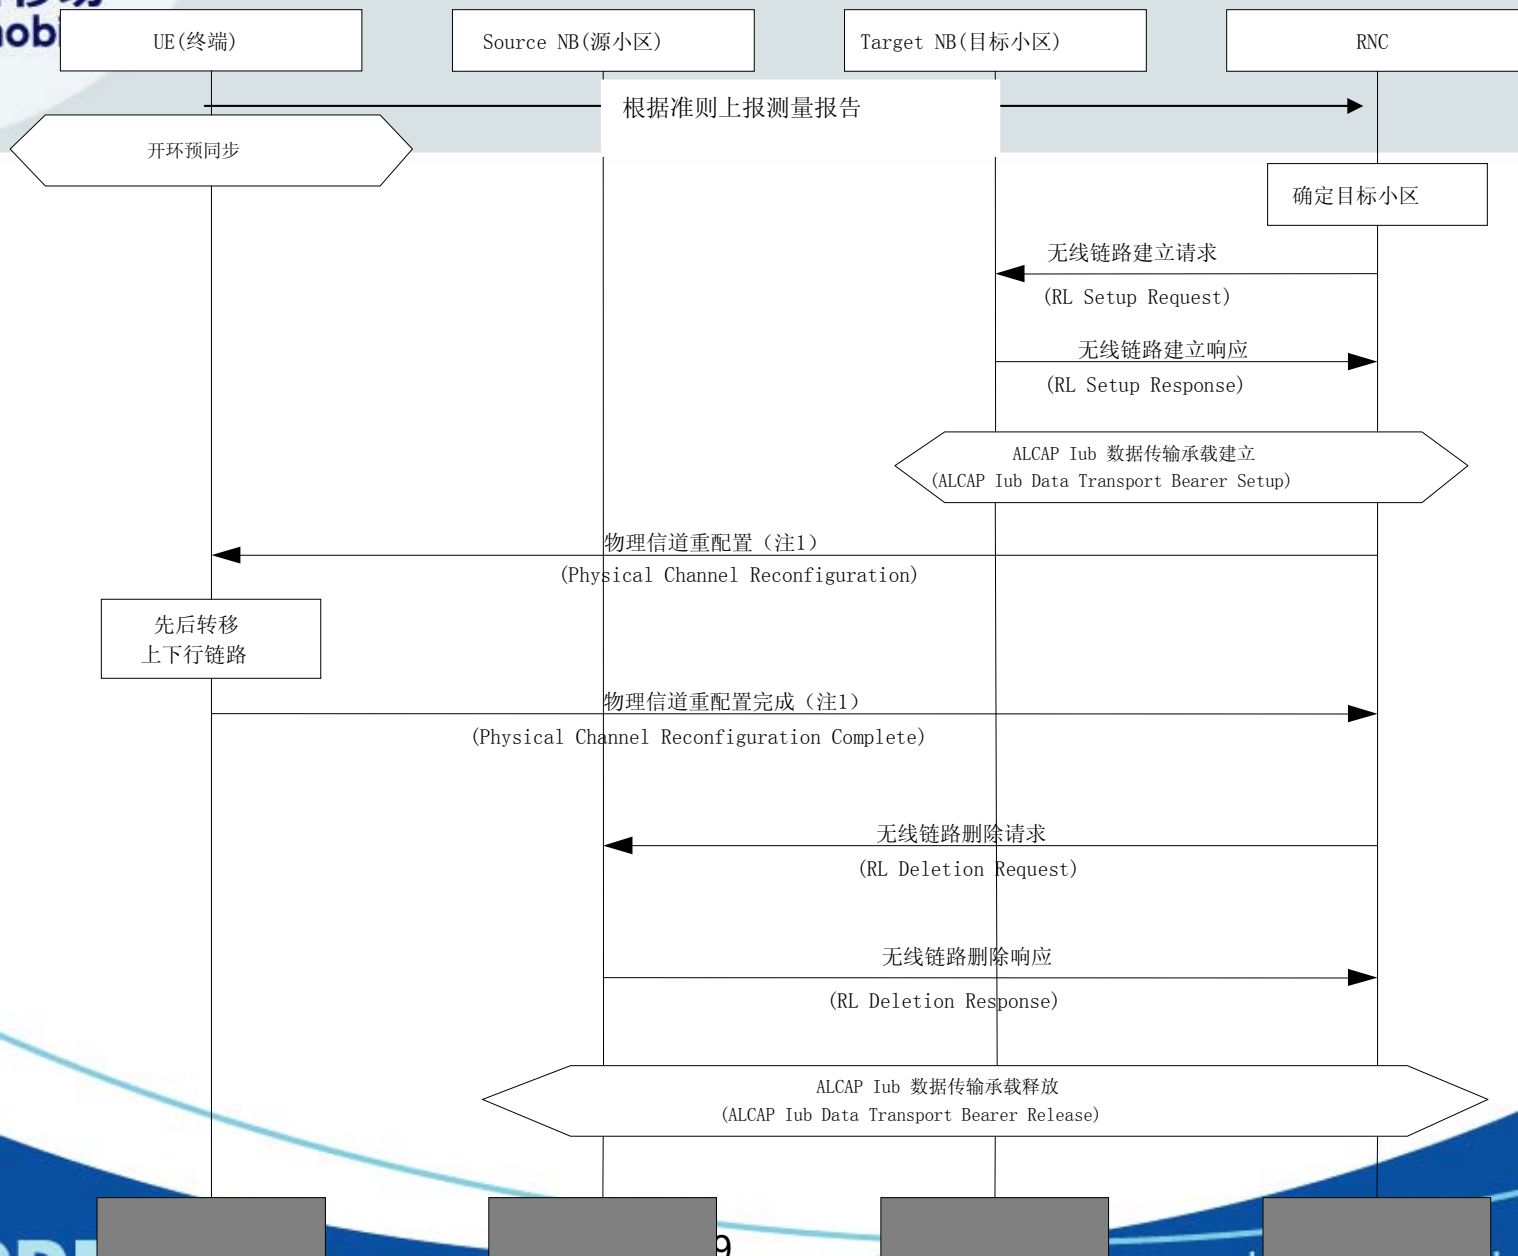 UE(终端)
Source NB(源小区)
Target NB(目标小区)
RNC
根据准则上报测量报告
开环预同步
确定目标小区
无线链路建立请求
(RL Setup Request)
无线链路建立响应
(RL Setup Response)
ALCAP Iub 数据传输承载建立
(ALCAP Iub Data Transport Bearer Setup)
物理信道重配置（注1）
(Physical Channel Reconfiguration)
先后转移
上下行链路
物理信道重配置完成（注1）
(Physical Channel Reconfiguration Complete)
无线链路删除请求
(RL Deletion Request)
无线链路删除响应
(RL Deletion Response)
ALCAP Iub 数据传输承载释放
(ALCAP Iub Data Transport Bearer Release)
9